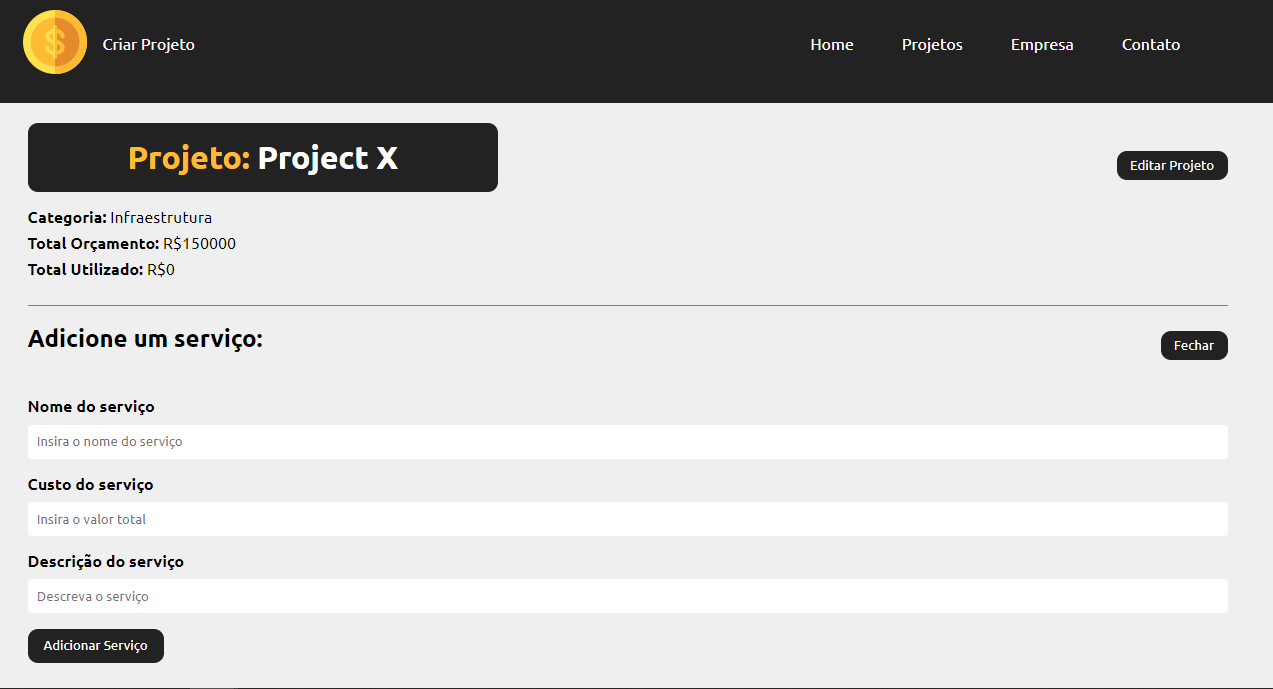 $
Criar Projeto
Home Projetos Empresa Contato
Projeto: Project X
Editar Projeto
Categoria: Infraestrutura
Total Orçamento: R$150000
Total Utilizado: R$0
Adicione um serviço:
Fechar
Nome do serviço
Insira o nome do serviço
Custo do serviço
Insira o valor total
Descrição do serviço
Descreva o serviço
Adicionar Serviço